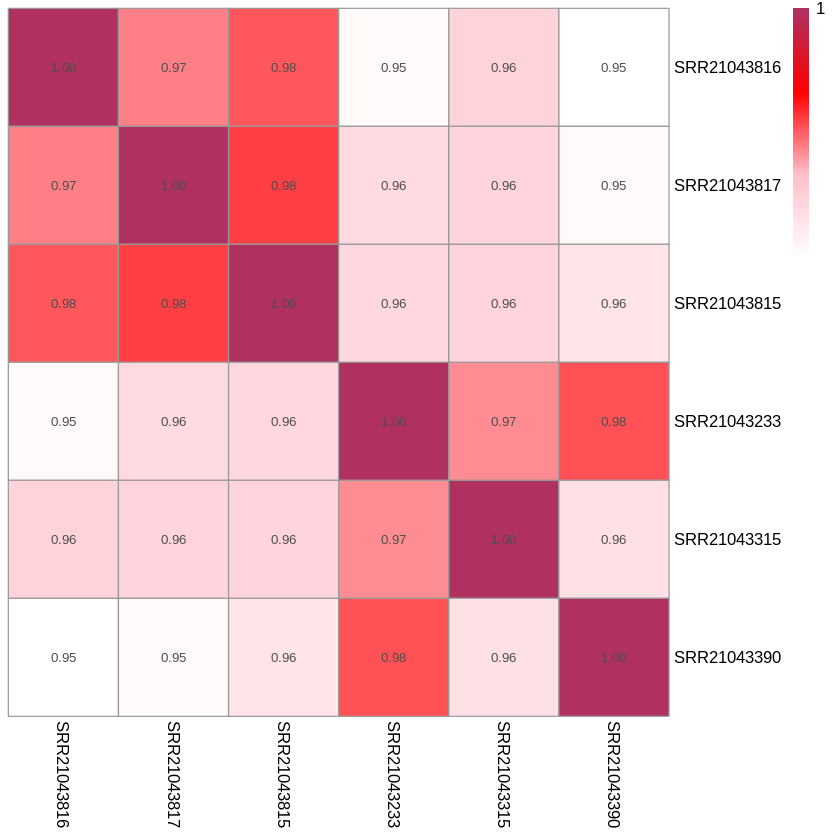 1
1.00 0.97 0.98 0.95 0.96 0.95 SRR21043816
0.97 1.00 0.98 0.96 0.96 0.95 SRR21043817
0.98 0.98 1.00 0.96 0.96 0.96 SRR21043815
0.95 0.96 0.96 1.00 0.97 0.98 SRR21043233
0.96 0.96 0.96 0.97 1.00 0.96 SRR21043315
0.95 0.95 0.96 0.98 0.96 1.00 SRR21043390
SRR21043816
SRR21043817
SRR21043815
SRR21043233
SRR21043315
SRR21043390